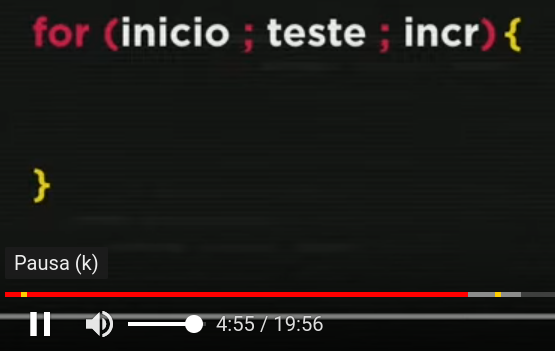 for (inicio ; teste ; incr) {
}
Pausa (k)
4:55 / 19:56